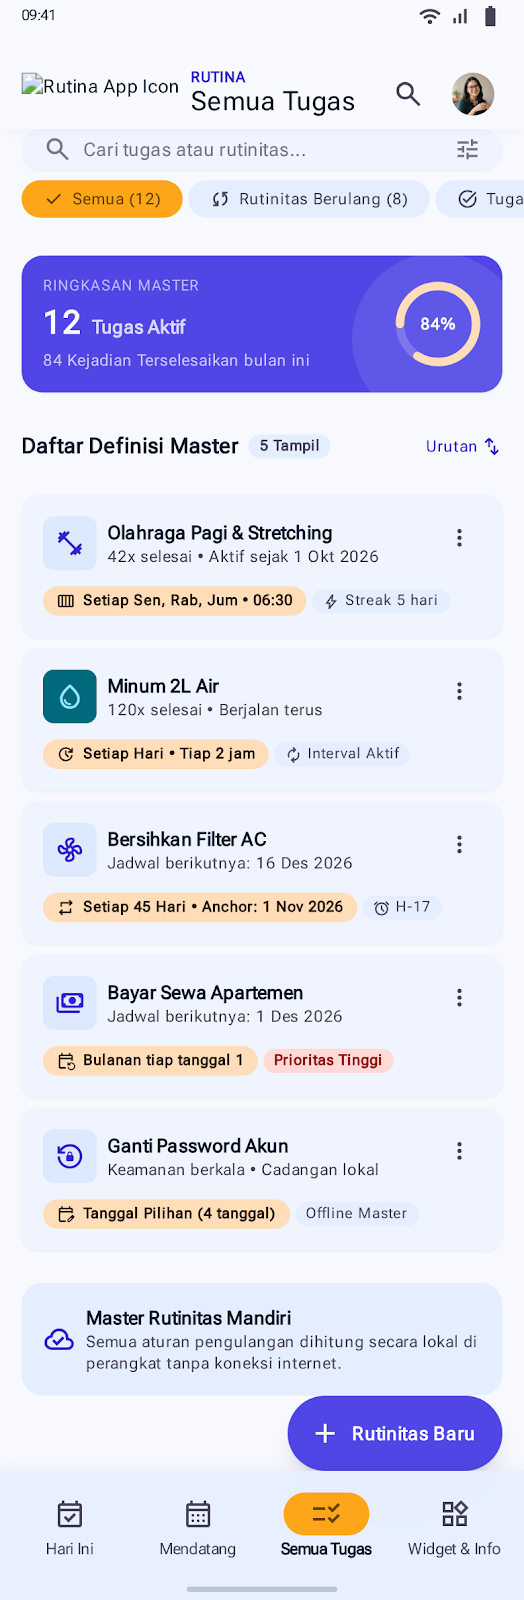 09:41
Rutina App Icon
RUTINA
Semua Tugas
Cari tugas atau rutinitas...
Semua (12)
Rutinitas Berulang (8)
Tuga
RINGKASAN MASTER
12 Tugas Aktif
84 Kejadian Terselesaikan bulan ini
84%
Daftar Definisi Master
5 Tampil
Urutan
Olahraga Pagi & Stretching
42x selesai • Aktif sejak 1 Okt 2026
Setiap Sen, Rab, Jum • 06:30
Streak 5 hari
Minum 2L Air
120x selesai • Berjalan terus
Setiap Hari • Tiap 2 jam
Interval Aktif
Bersihkan Filter AC
Jadwal berikutnya: 16 Des 2026
Setiap 45 Hari • Anchor: 1 Nov 2026
H-17
Bayar Sewa Apartemen
Jadwal berikutnya: 1 Des 2026
Bulanan tiap tanggal 1
Prioritas Tinggi
Ganti Password Akun
Keamanan berkala • Cadangan lokal
Tanggal Pilihan (4 tanggal)
Offline Master
Master Rutinitas Mandiri
Semua aturan pengulangan dihitung secara lokal di
perangkat tanpa koneksi internet.
Rutinitas Baru
Hari Ini
Mendatang
Semua Tugas
Widget & Info